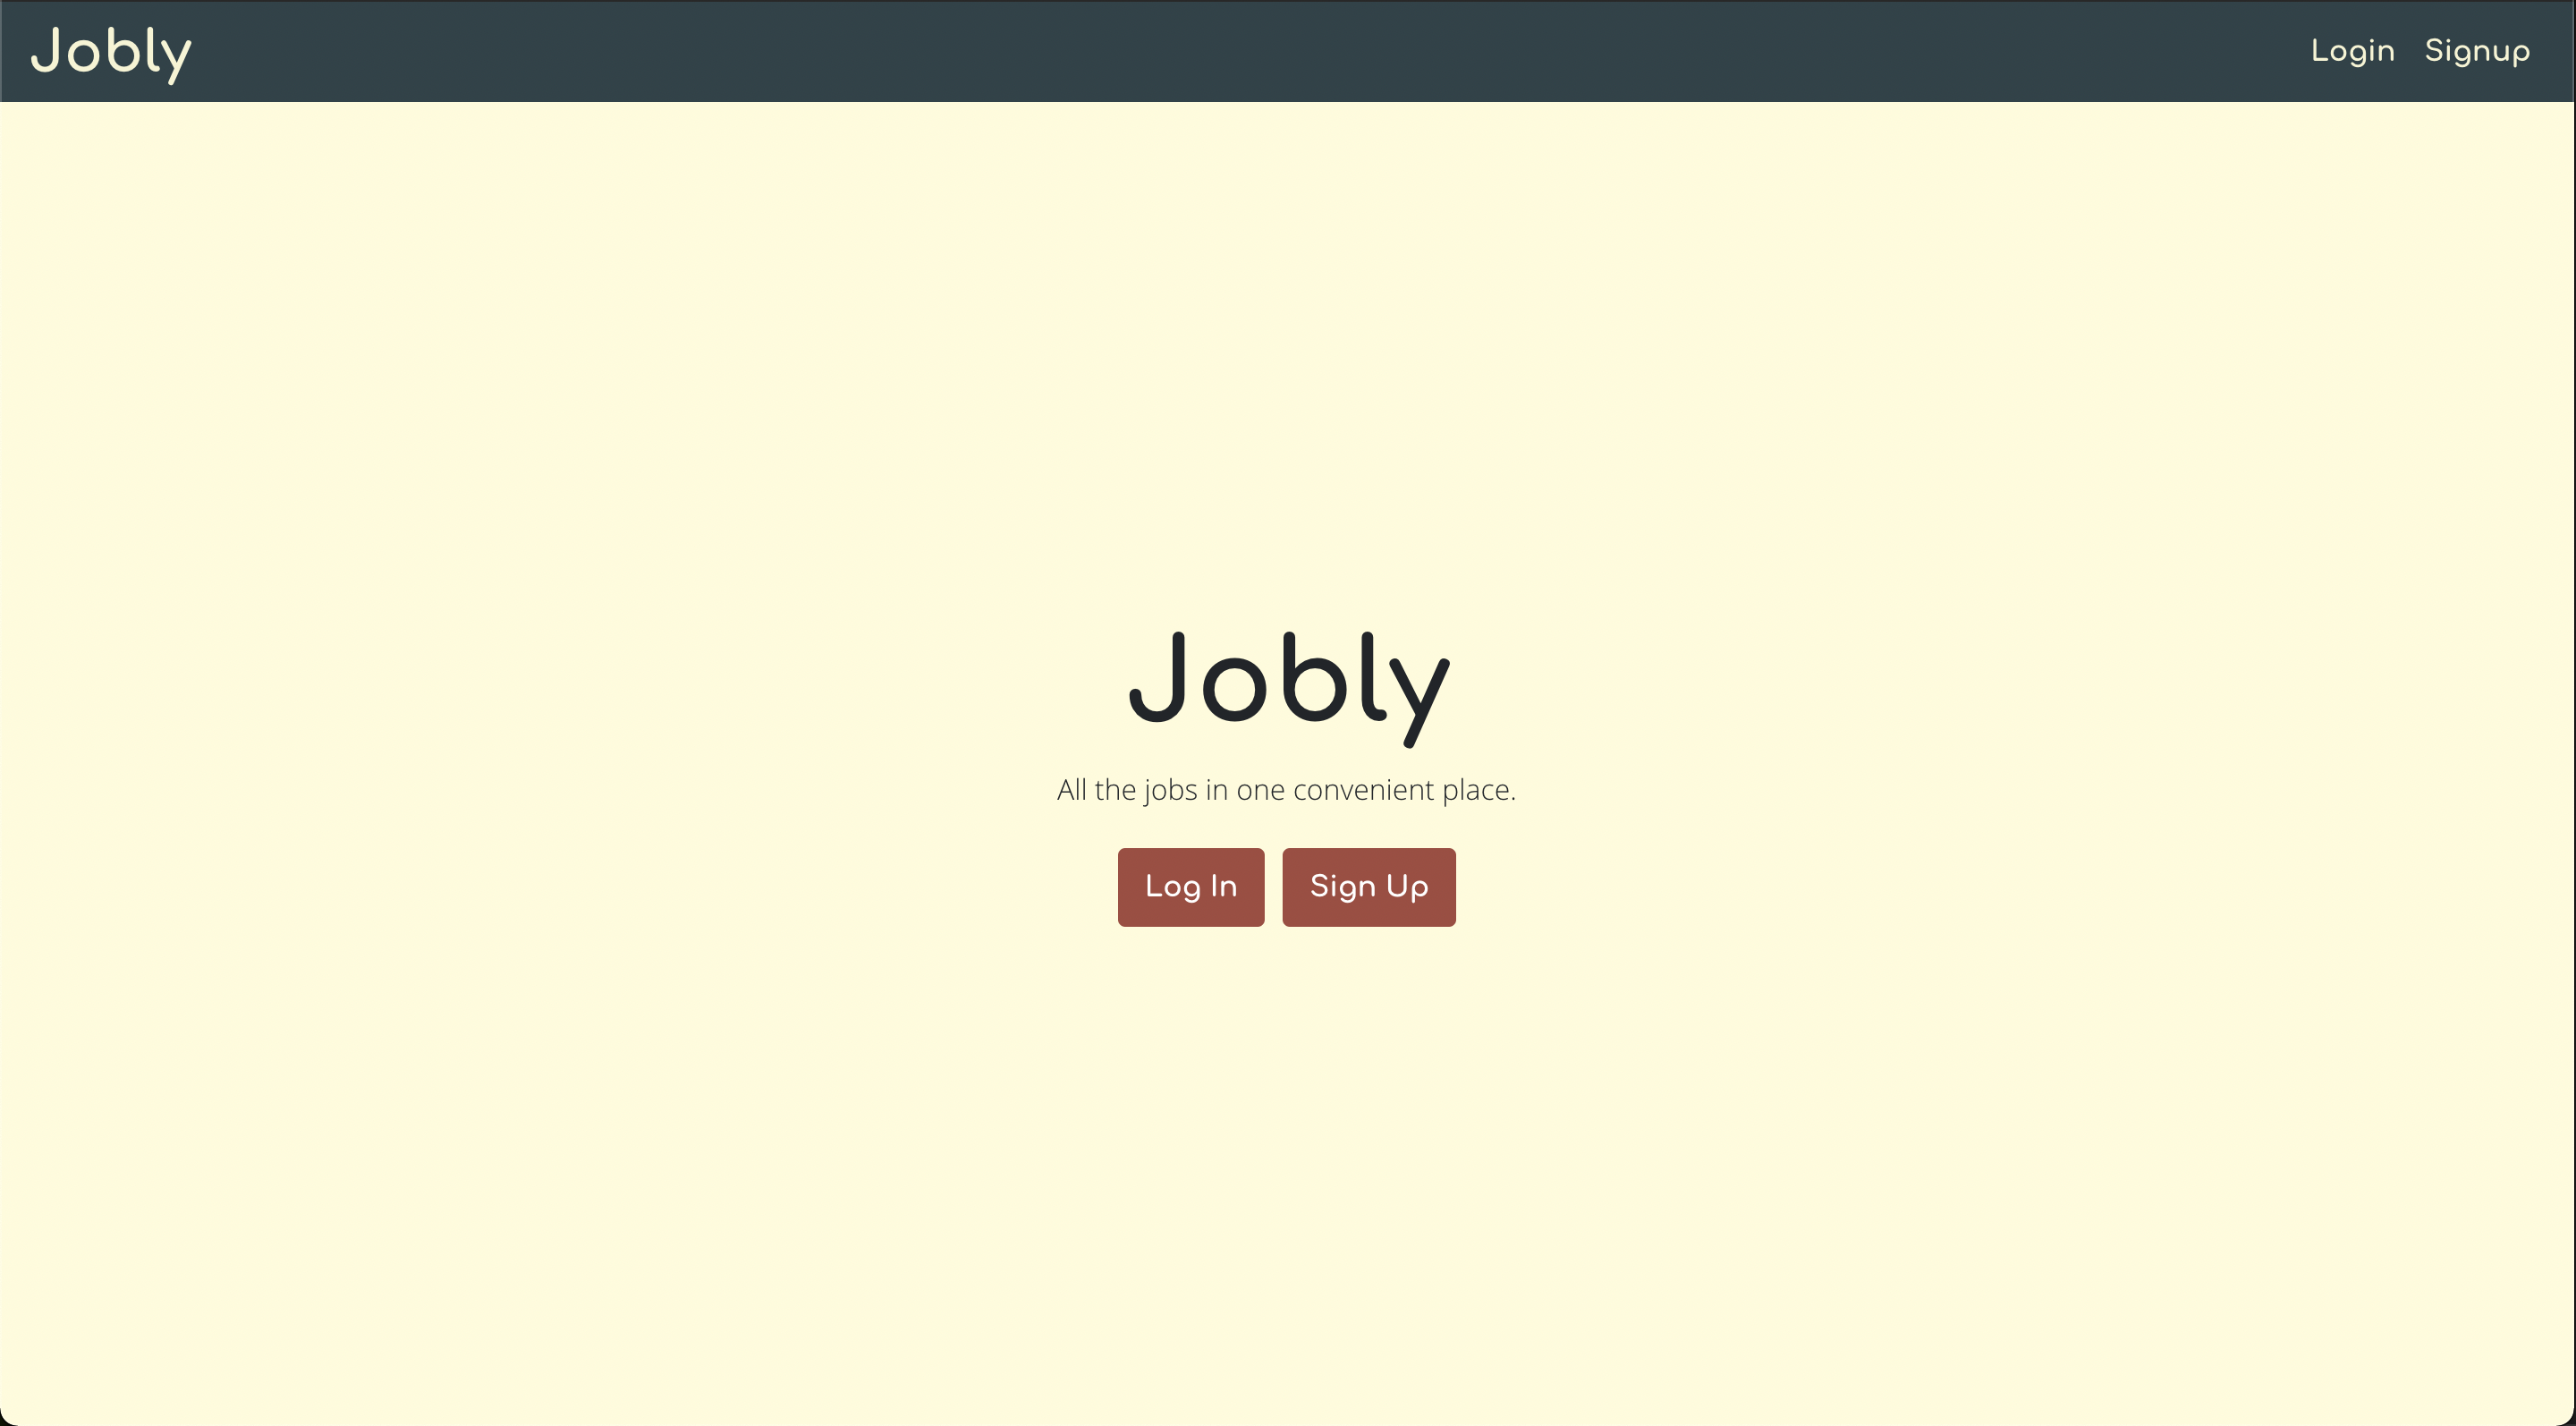 Jobly
Login Signup
Jobly
All the jobs in one convenient place.
Log In Sign Up